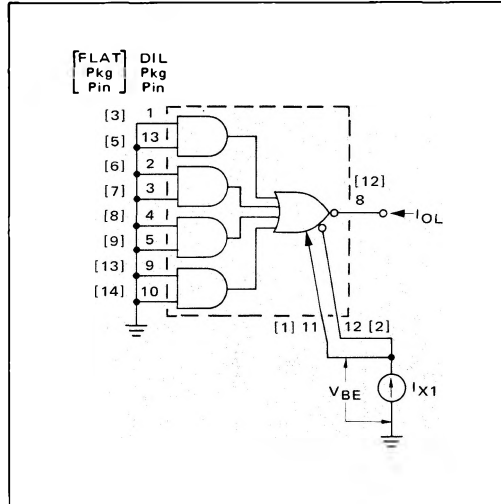 [FLAT] DIL
Pkg Pkg
Pin Pin
[3] 1
[5] 13
[6] 2
[7] 3
[8] 4
[9] 5
[13] 9
[14] 10
[12]
8
IOL
[1] 11 12 [2]
VBE
IX1